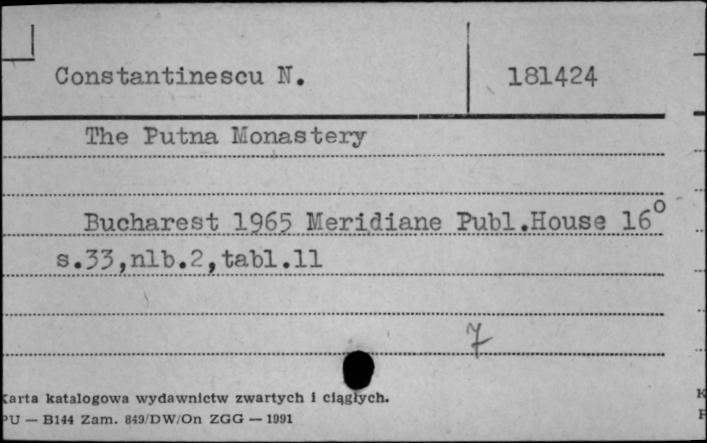 Constantinescu N. 181424
The Putna Monastery
Bucharest 1965 Meridiane Publ.House 16°
s.33,nlb.2,tabl.11
7
Karta katalogowa wydawnictw zwartych i ciągłych.
PU — B144 Zam. 849/DW/On ZGG — 1991